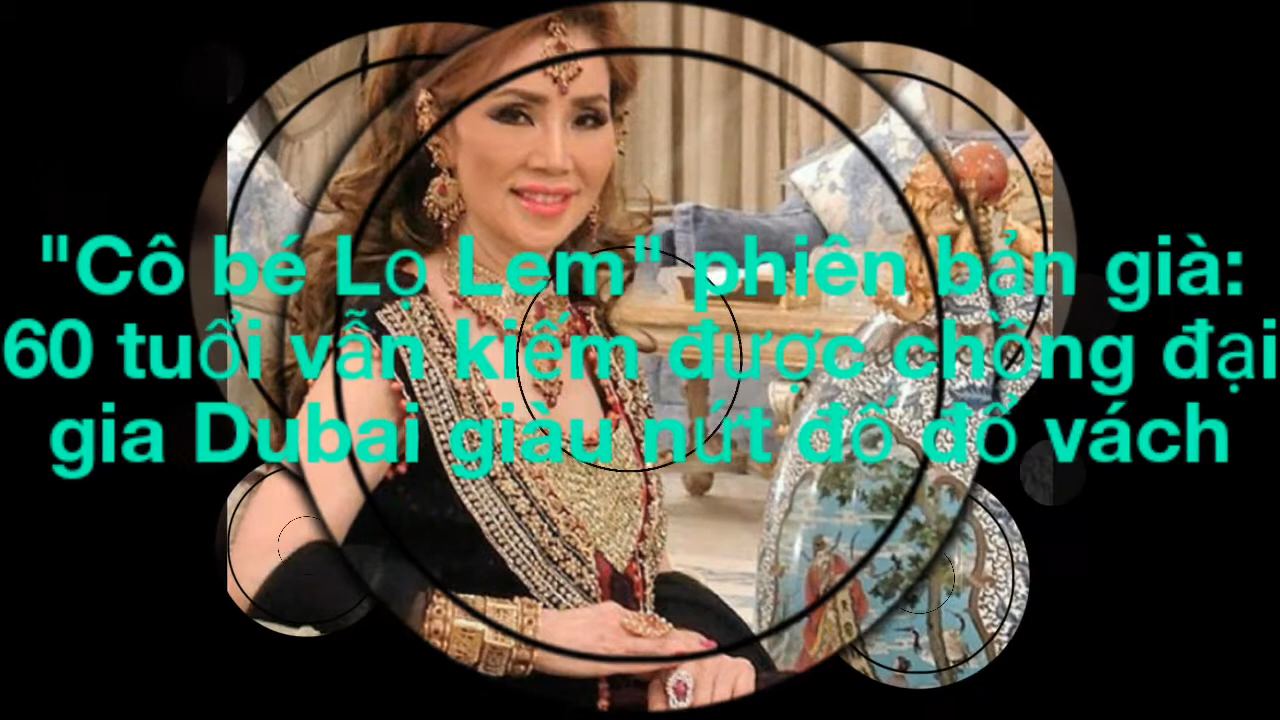 "Cô bé Lọ Lem" phiên bản già:
60 tuổi vẫn kiếm được chồng đại
gia Dubai giàu nứt đố đổ vách